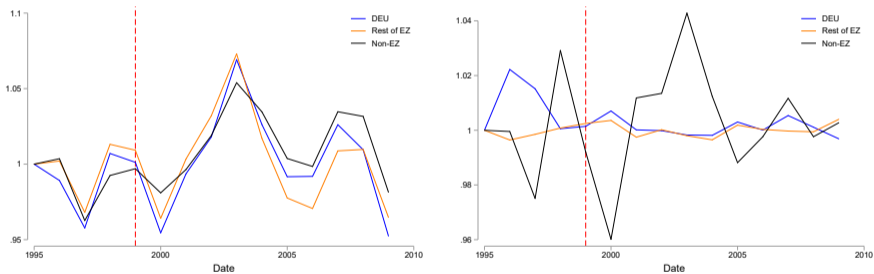 1.1
1.05
1
.95
1995
2000
2005
2010
Date
DEU
Rest of EZ
Non-EZ
1.04
1.02
1
.98
.96
1995
2000
2005
2010
Date
DEU
Rest of EZ
Non-EZ